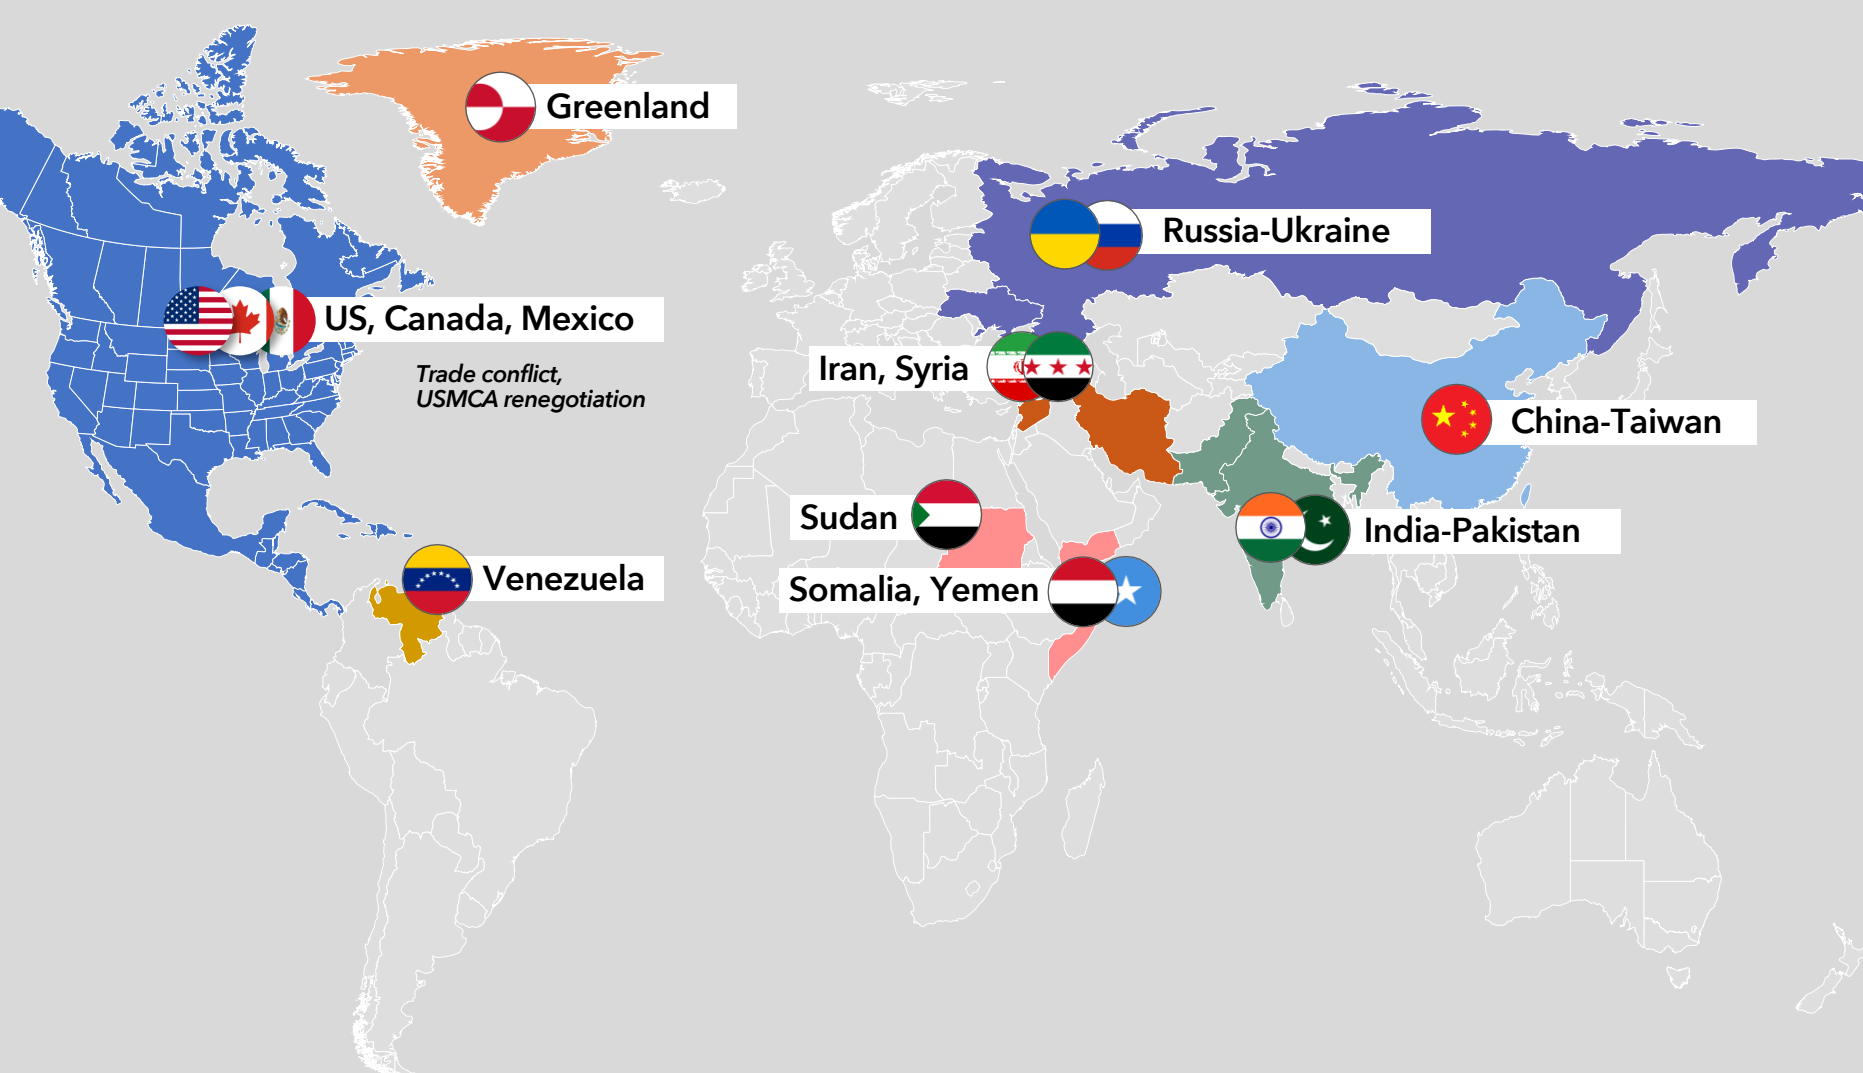 Greenland
Russia-Ukraine
US, Canada, Mexico
Trade conflict,
USMCA renegotiation
Iran, Syria
China-Taiwan
Sudan
India-Pakistan
Venezuela
Somalia, Yemen